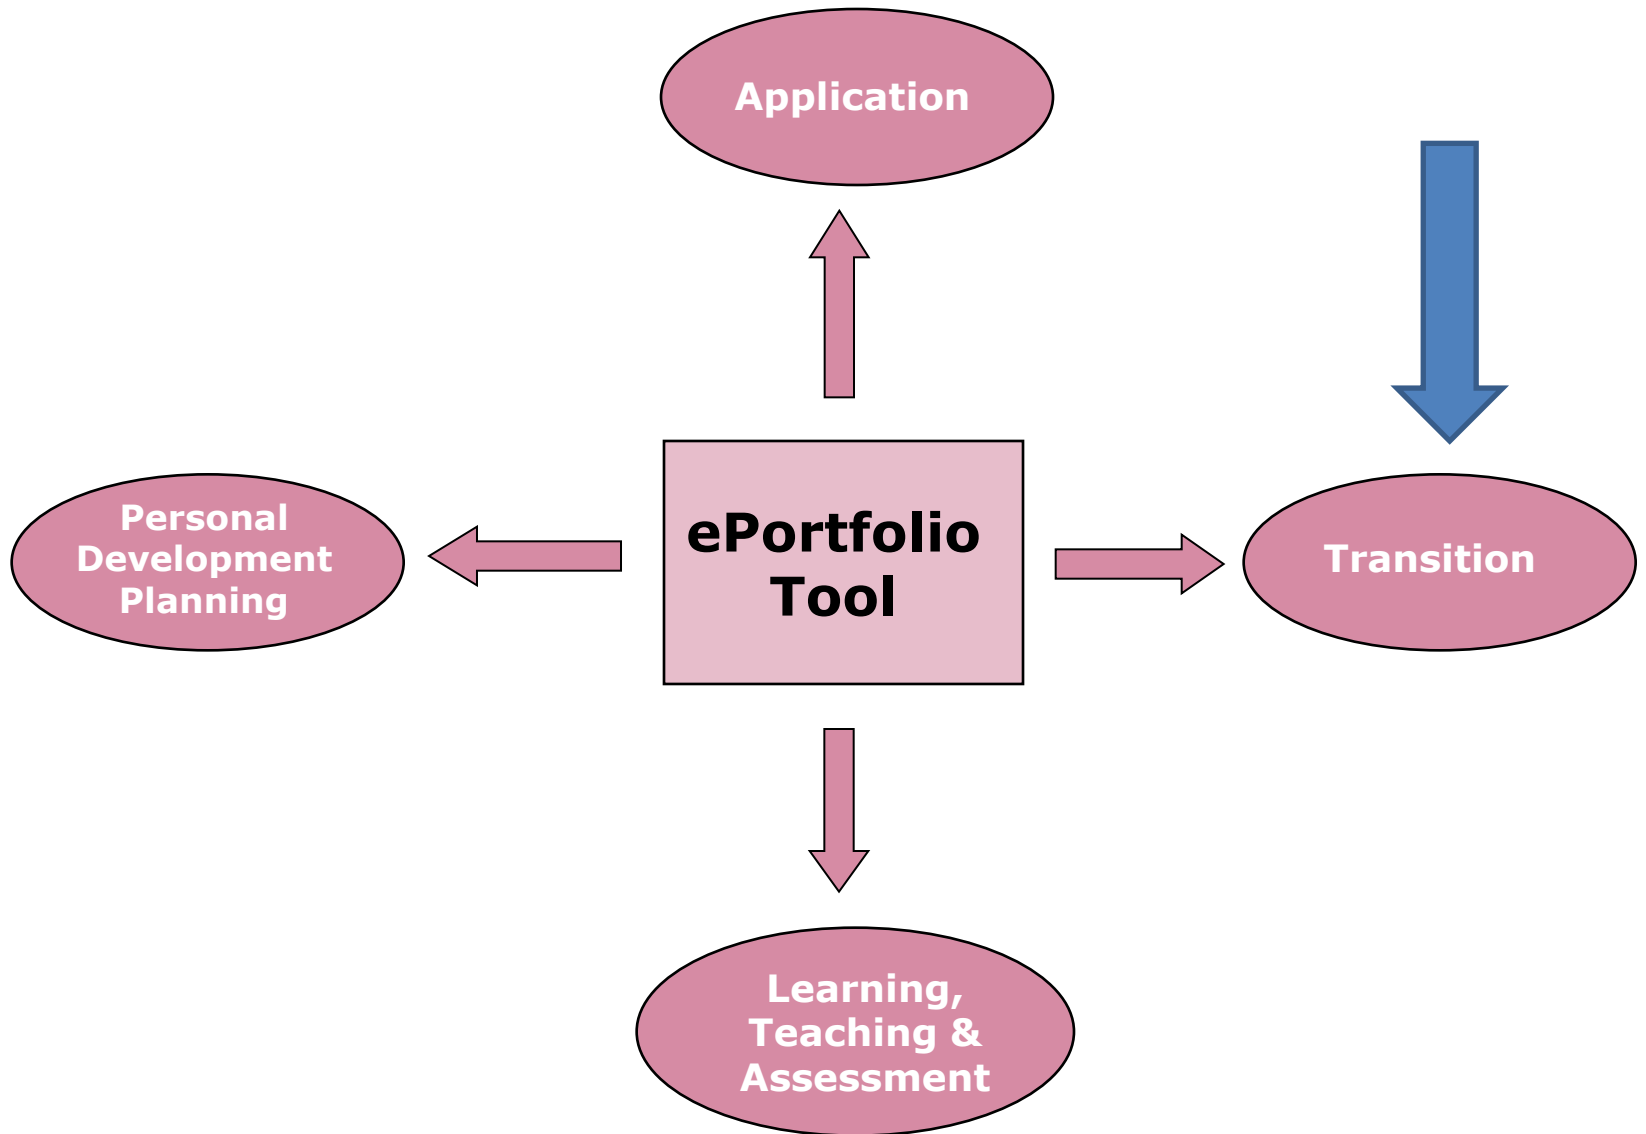 Application
Personal
Development
Planning
ePortfolio
Tool
Transition
Learning,
Teaching &
Assessment